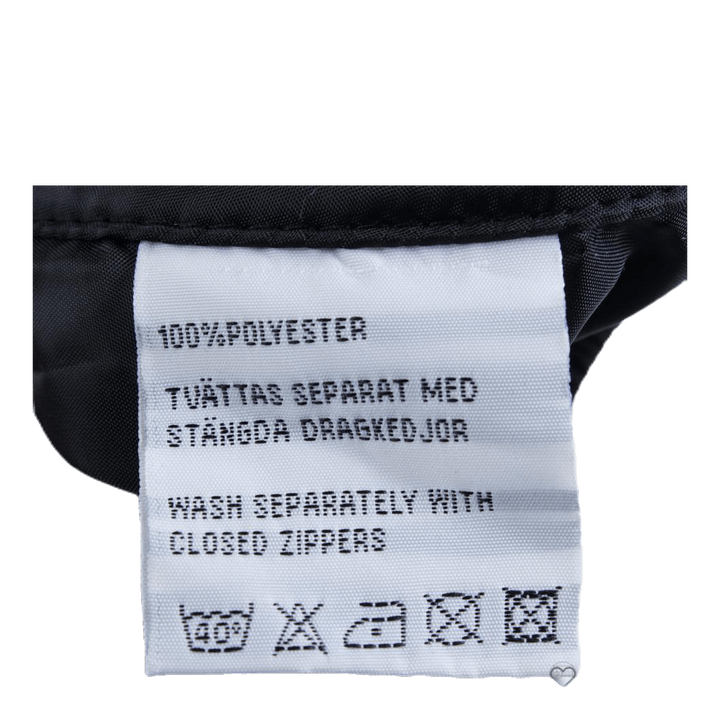 100%POLYESTER
TVÄTTAS SEPARAT MED
STÄNGDA DRAGKEDJOR
WASH SEPARATELY WITH
CLOSED ZIPPERS
40°